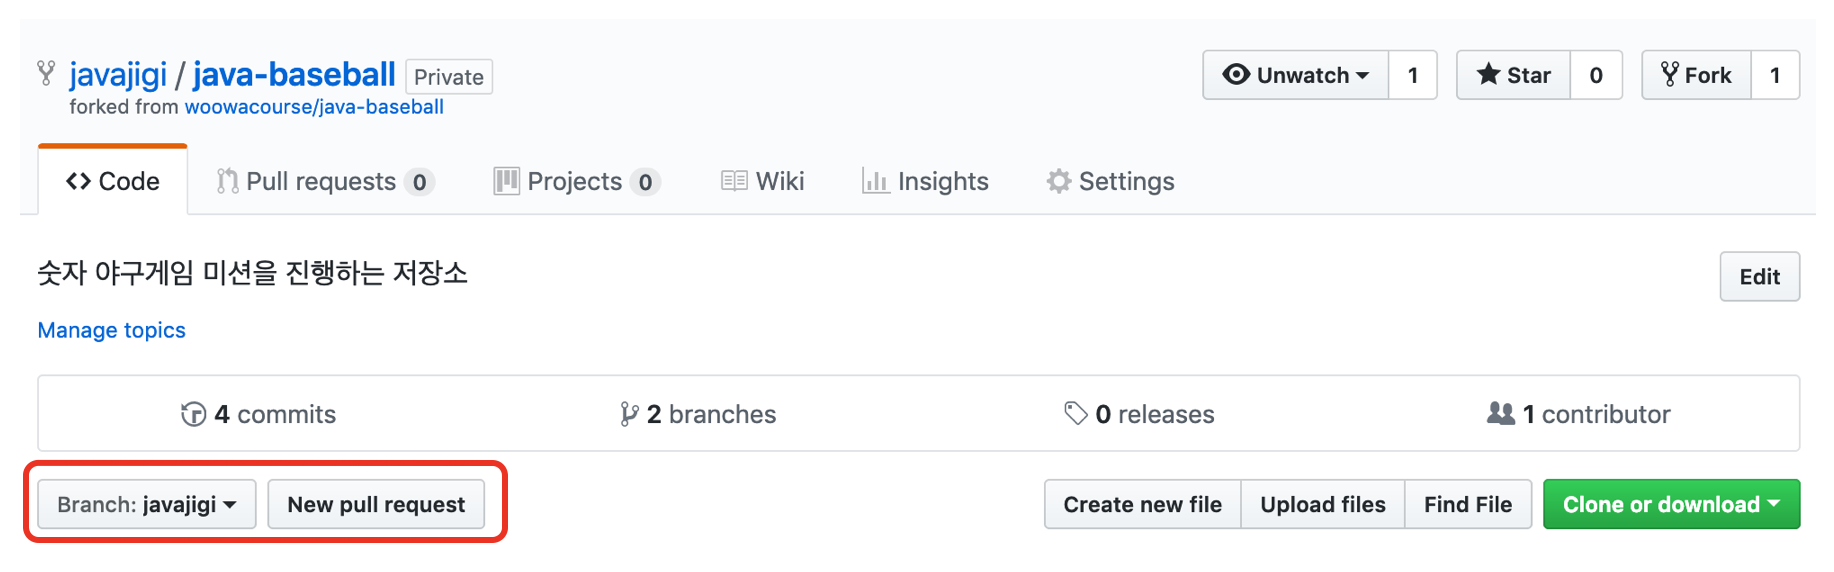 javajigi / java-baseball Private
forked from woowacourse/java-baseball
Unwatch 1 Star 0 Fork 1
Code Pull requests 0 Projects 0 Wiki Insights Settings
숫자 야구게임 미션을 진행하는 저장소
Edit
Manage topics
4 commits 2 branches 0 releases 1 contributor
Branch: javajigi New pull request Create new file Upload files Find File Clone or download